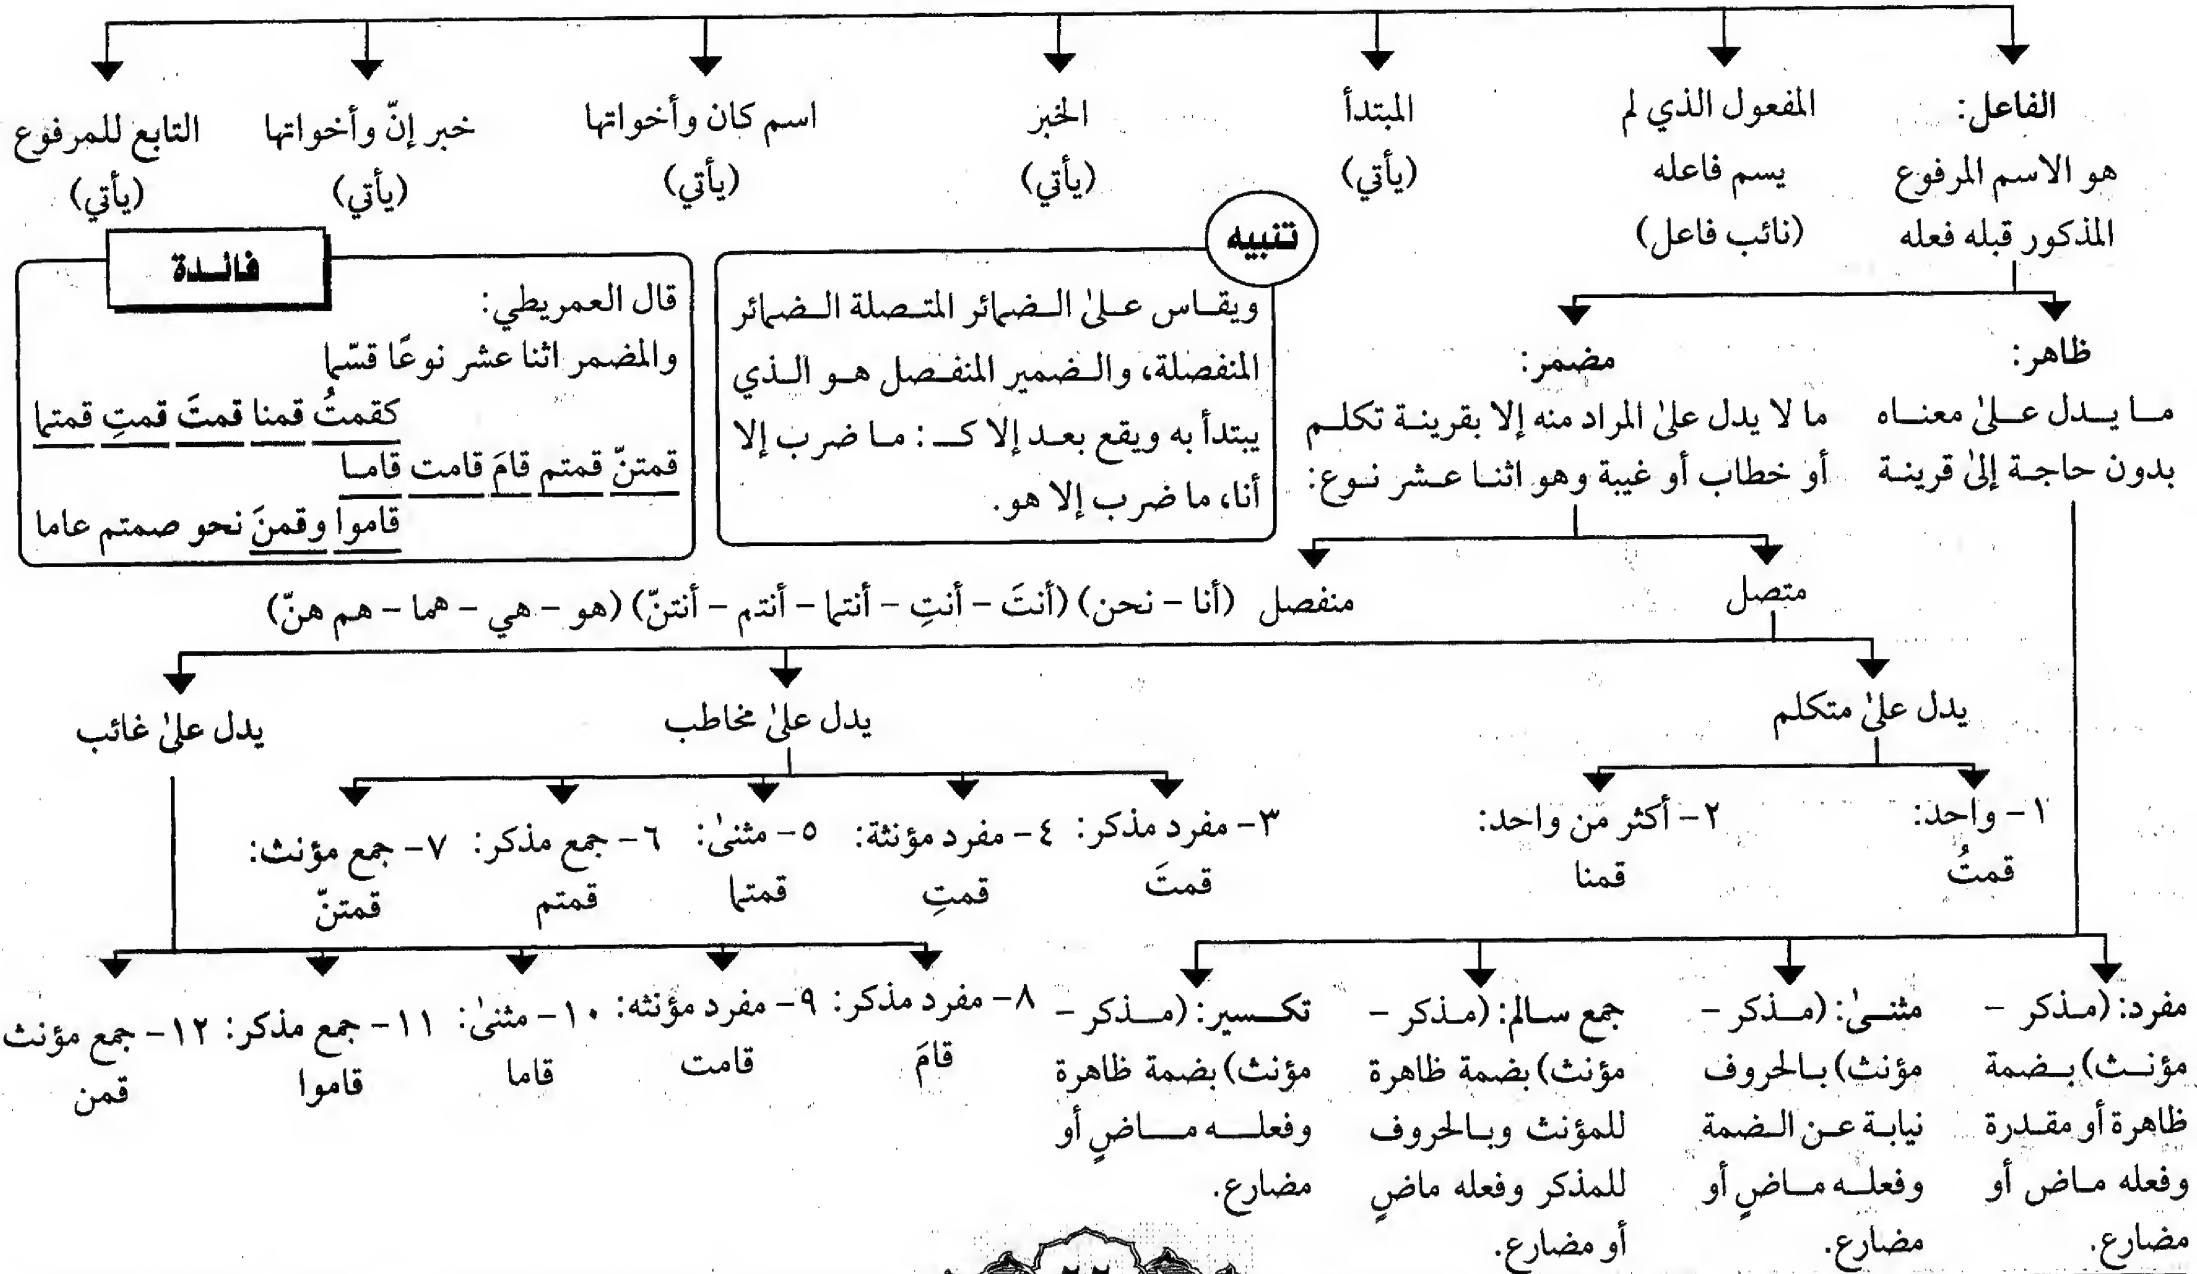 الفاعل:
هو الاسم المرفوع
المذكور قبله فعله
المفعول الذي لم
يسم فاعله
(نائب فاعل)
المبتدأ
(يأتي)
الخبر
(يأتي)
اسم كان وأخواتها
(يأتي)
خبر إنّ وأخواتها
(يأتي)
التابع للمرفوع
(يأتي)
ظاهر:
ما يدل علىٰ معناه
بدون حاجة إلىٰ قرينة
مضمر:
ما لا يدل علىٰ المراد منه إلا بقرينة تكلم
أو خطاب أو غيبة وهو اثنا عشر نوع:
تنبيه
ويقاس علىٰ الضمائر المتصلة الضمائر
المنفصلة، والضمير المنفصل هو الذي
يبتدأ به ويقع بعد إلا كـ : ما ضرب إلا
أنا، ما ضرب إلا هو.
فائدة
قال العمريطي:
والمضمر اثنا عشر نوعًا قسّما
كقمتُ قمنا قمتَ قمتِ قمتما
قمتنّ قمتم قامَ قامت قاما
قاموا وقمنَ نحو صمتم عاما
متصل
منفصل (أنا – نحن) (أنتَ – أنتِ – أنتما – أنتم – أنتنّ) (هو – هي – هما – هم هنّ)
يدل علىٰ متكلم
يدل علىٰ مخاطب
يدل علىٰ غائب
١- واحد:
قمتُ
٢- أكثر من واحد:
قمنا
٣- مفرد مذكر:
قمتَ
٤- مفرد مؤنثة:
قمتِ
٥- مثنىٰ:
قمتما
٦- جمع مذكر:
قمتم
٧- جمع مؤنث:
قمتنّ
٨- مفرد مذكر:
قامَ
٩- مفرد مؤنثه:
قامت
١٠- مثنىٰ:
قاما
١١- جمع مذكر:
قاموا
١٢- جمع مؤنث
قمن
مفرد: (مذكر –
مؤنث) بضمة
ظاهرة أو مقدرة
وفعله ماض أو
مضارع.
مثنىٰ: (مذكر –
مؤنث) بالحروف
نيابة عن الضمة
وفعله ماضٍ أو
مضارع.
جمع سالم: (مذكر –
مؤنث) بضمة ظاهرة
للمؤنث وبالحروف
للمذكر وفعله ماضٍ
أو مضارع.
تكسير: (مذكر –
مؤنث) بضمة ظاهرة
وفعله ماضٍ أو
مضارع.